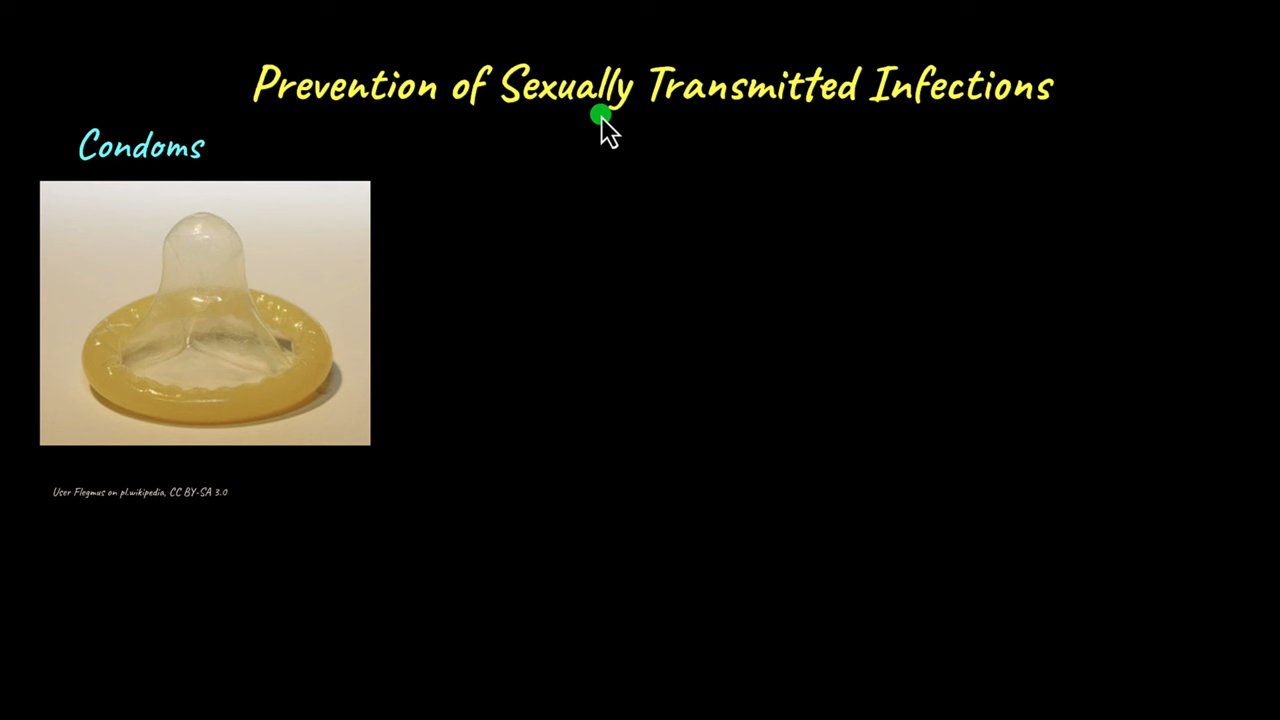 Prevention of Sexually Transmitted Infections
Condoms
User Flegmus on pl.wikipedia, CC BY-SA 3.0